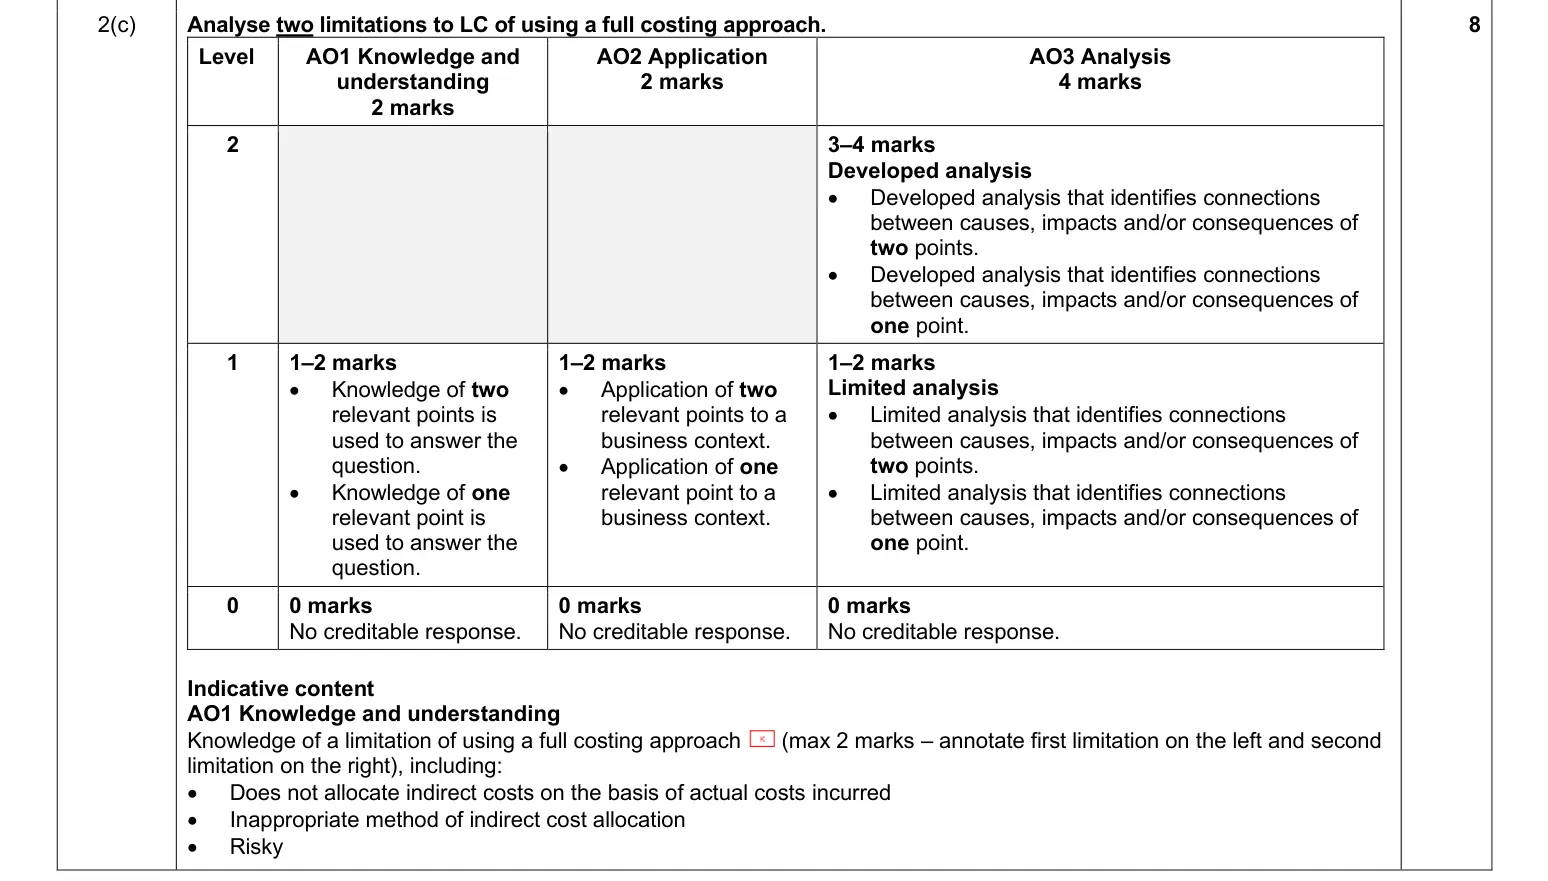 2(c)
Analyse two limitations to LC of using a full costing approach.
8
Level
AO1 Knowledge and
understanding
2 marks
AO2 Application
2 marks
AO3 Analysis
4 marks
2
3–4 marks
Developed analysis
• Developed analysis that identifies connections
between causes, impacts and/or consequences of
two points.
• Developed analysis that identifies connections
between causes, impacts and/or consequences of
one point.
1
1–2 marks
• Knowledge of two
relevant points is
used to answer the
question.
• Knowledge of one
relevant point is
used to answer the
question.
1–2 marks
• Application of two
relevant points to a
business context.
• Application of one
relevant point to a
business context.
1–2 marks
Limited analysis
• Limited analysis that identifies connections
between causes, impacts and/or consequences of
two points.
• Limited analysis that identifies connections
between causes, impacts and/or consequences of
one point.
0
0 marks
No creditable response.
0 marks
No creditable response.
0 marks
No creditable response.
Indicative content
AO1 Knowledge and understanding
Knowledge of a limitation of using a full costing approach K (max 2 marks – annotate first limitation on the left and second
limitation on the right), including:
• Does not allocate indirect costs on the basis of actual costs incurred
• Inappropriate method of indirect cost allocation
• Risky